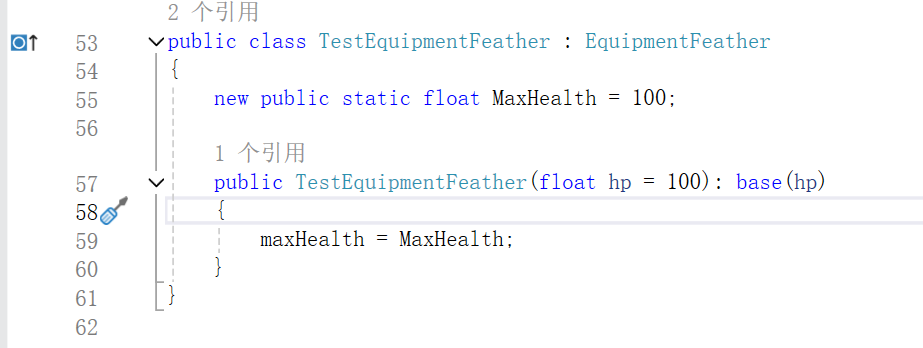 2 个引用
53 public class TestEquipmentFeather : EquipmentFeather
54 {
55 new public static float MaxHealth = 100;
56
1 个引用
57 public TestEquipmentFeather(float hp = 100): base(hp)
58 {
59 maxHealth = MaxHealth;
60 }
61 }
62